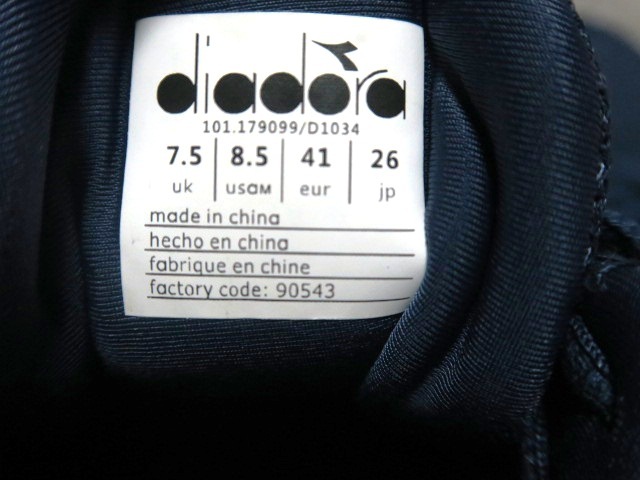 diadora
101.179099/D1034
7.5 8.5 41 26
uk usam eur jp
made in china
hecho en china
fabrique en chine
factory code: 90543